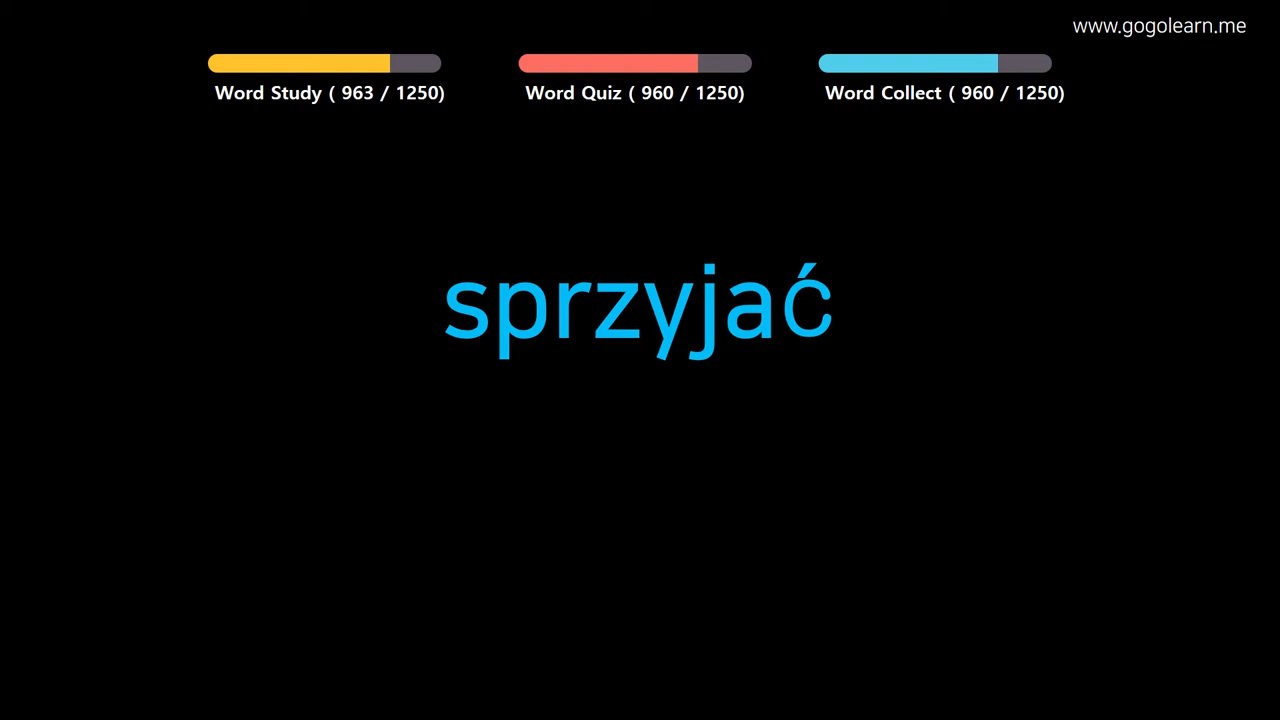 www.gogolearn.me
Word Study ( 963 / 1250)
Word Quiz ( 960 / 1250)
Word Collect ( 960 / 1250)
sprzyjać